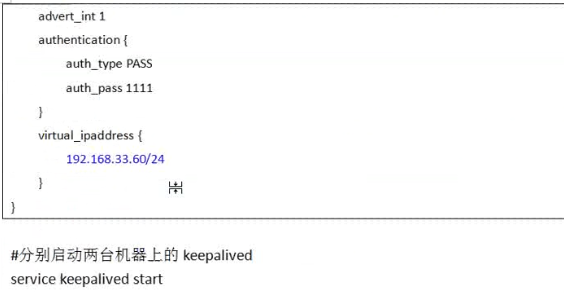 advert_int 1
authentication {
auth_type PASS
auth_pass 1111
}
virtual_ipaddress {
192.168.33.60/24
}
}
#分别启动两台机器上的 keepalived
service keepalived start